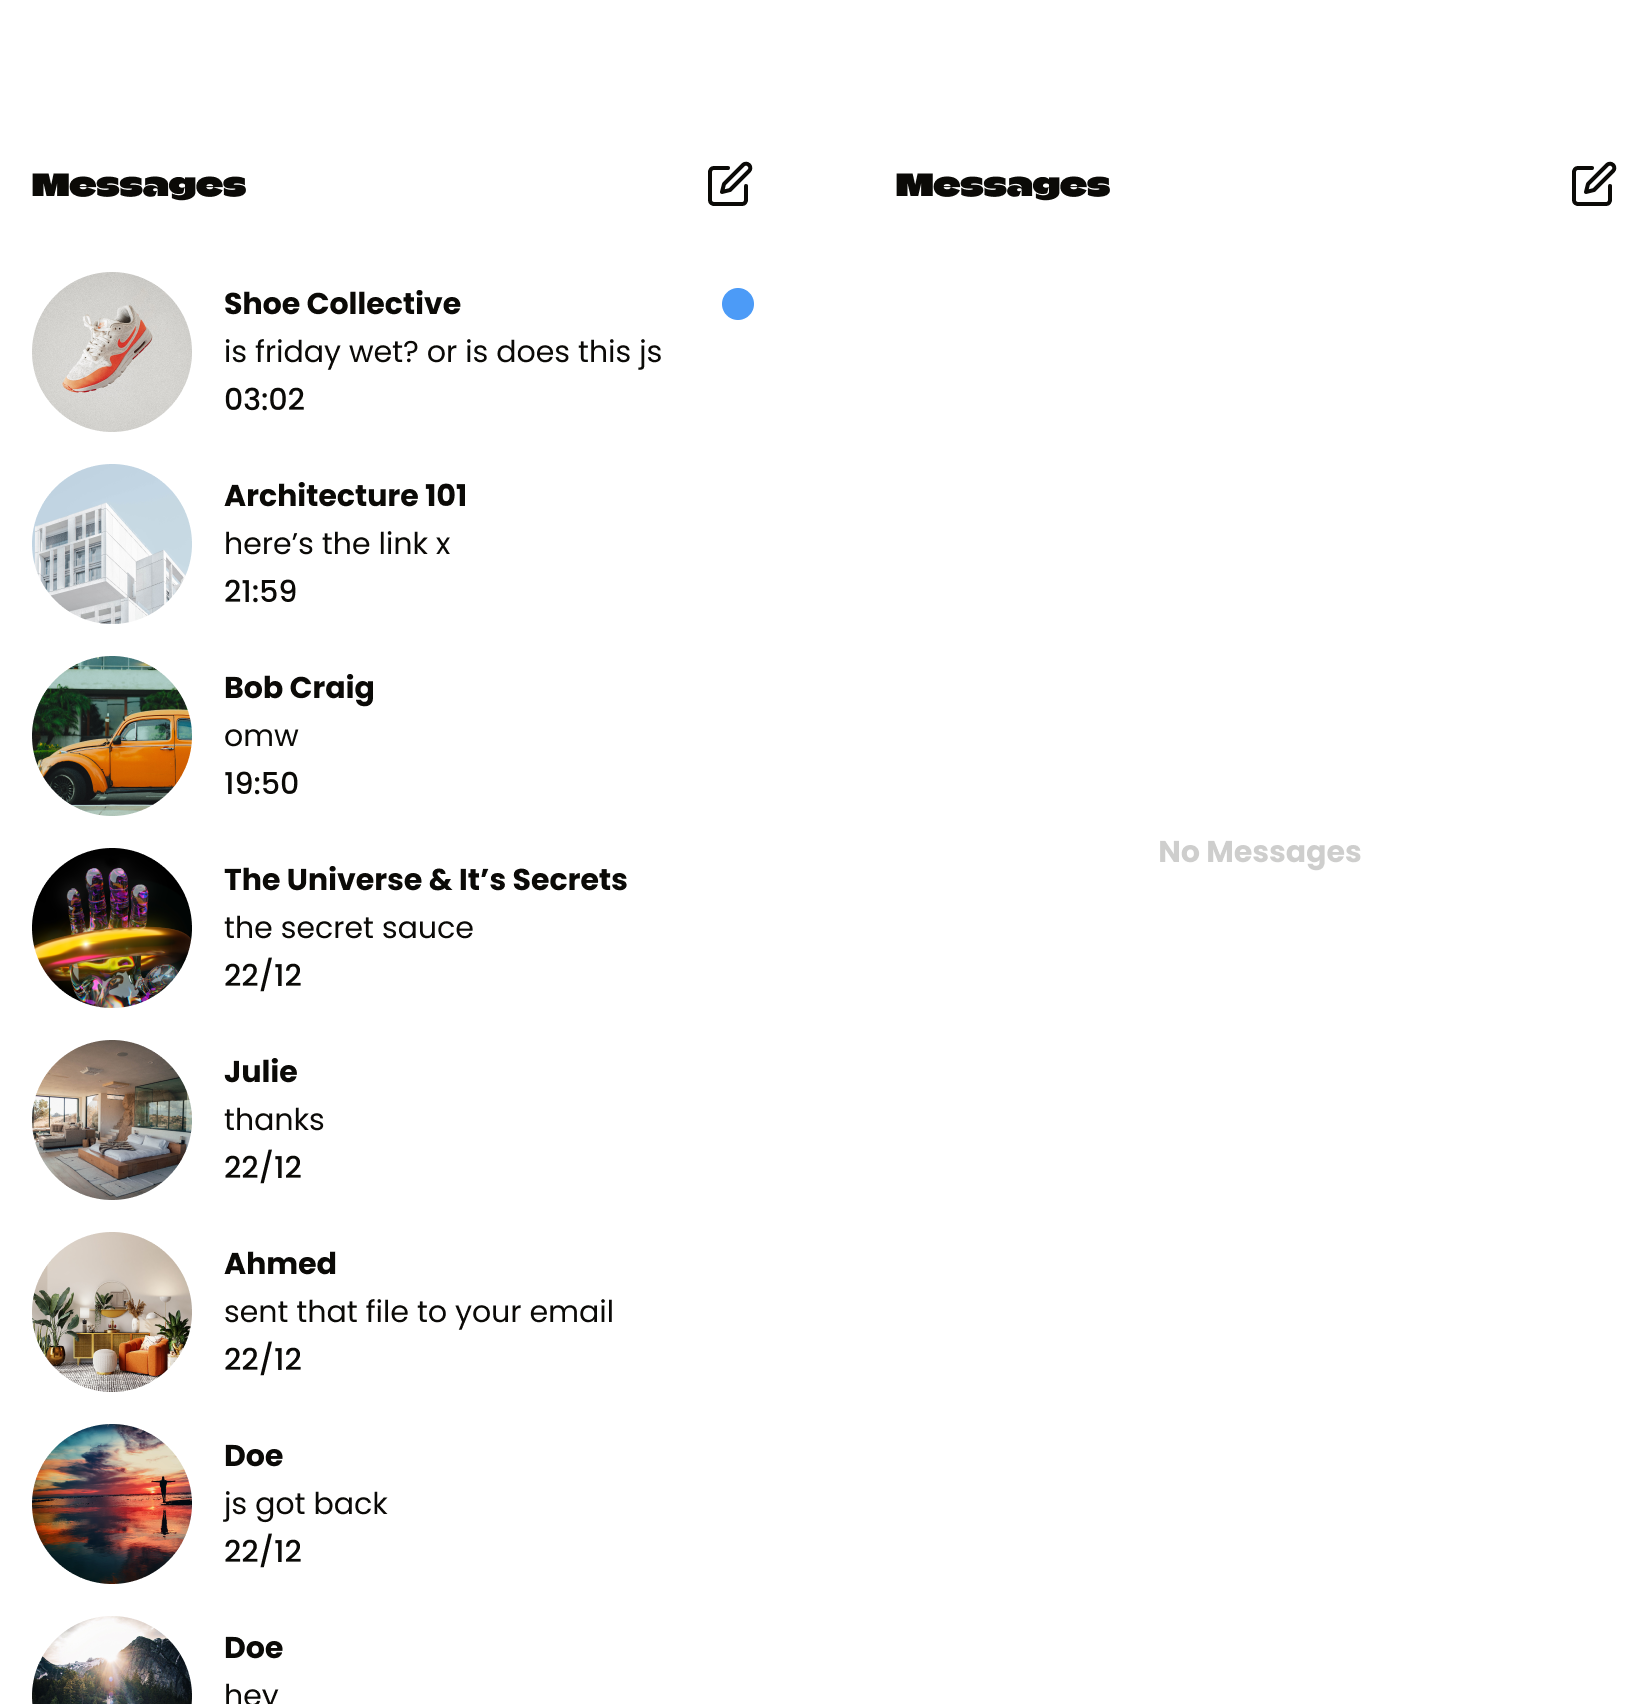 Messages
Shoe Collective
is friday wet? or is does this js
03:02
Architecture 101
here’s the link x
21:59
Bob Craig
omw
19:50
The Universe & It’s Secrets
the secret sauce
22/12
Julie
thanks
22/12
Ahmed
sent that file to your email
22/12
Doe
js got back
22/12
Doe
hey
Messages
No Messages